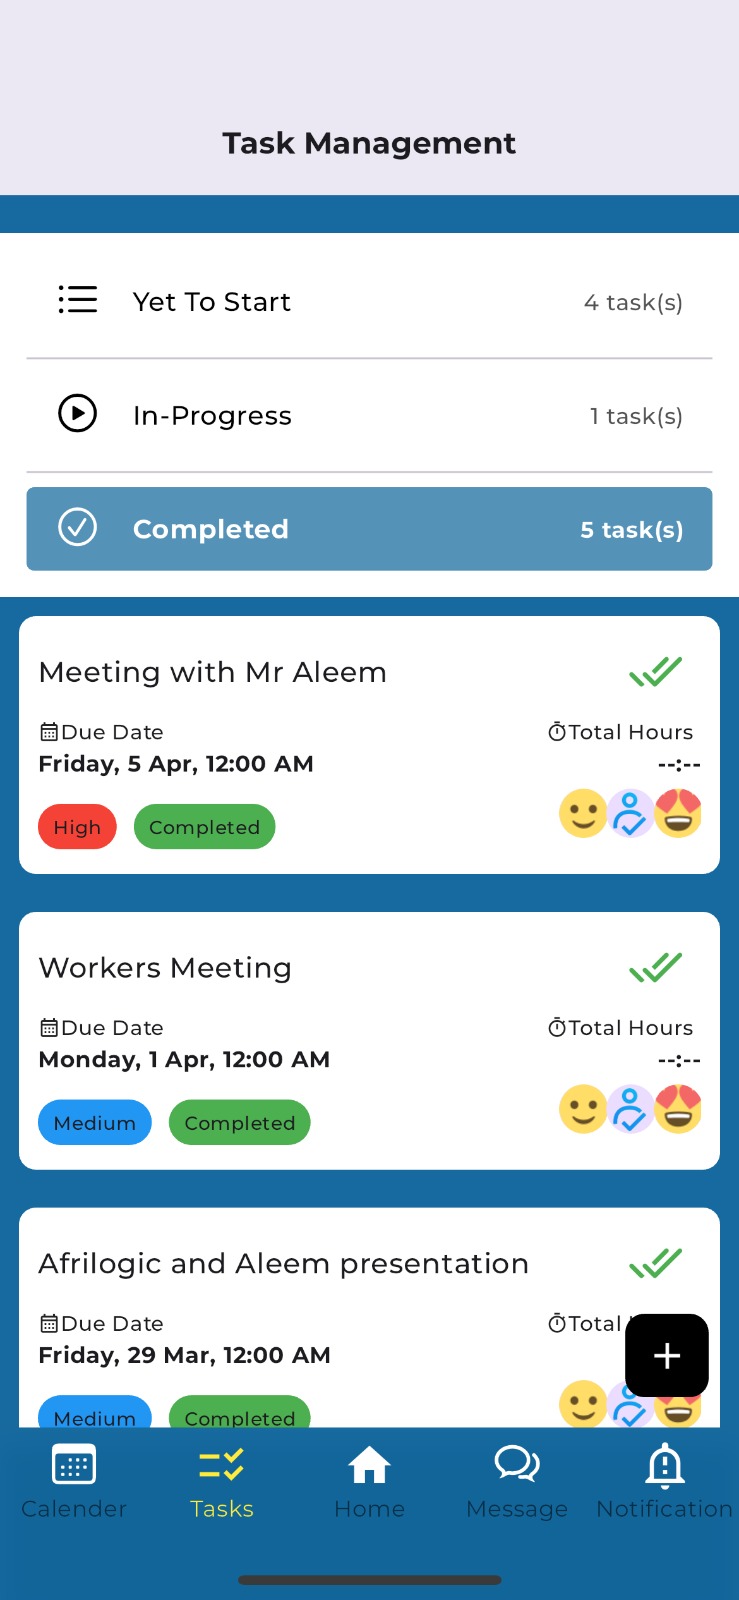 Task Management
Yet To Start 4 task(s)
In-Progress 1 task(s)
Completed 5 task(s)
Meeting with Mr Aleem
Due Date Total Hours
Friday, 5 Apr, 12:00 AM --:--
High Completed
Workers Meeting
Due Date Total Hours
Monday, 1 Apr, 12:00 AM --:--
Medium Completed
Afrilogic and Aleem presentation
Due Date Total
Friday, 29 Mar, 12:00 AM
Medium Completed
Calender Tasks Home Message Notification